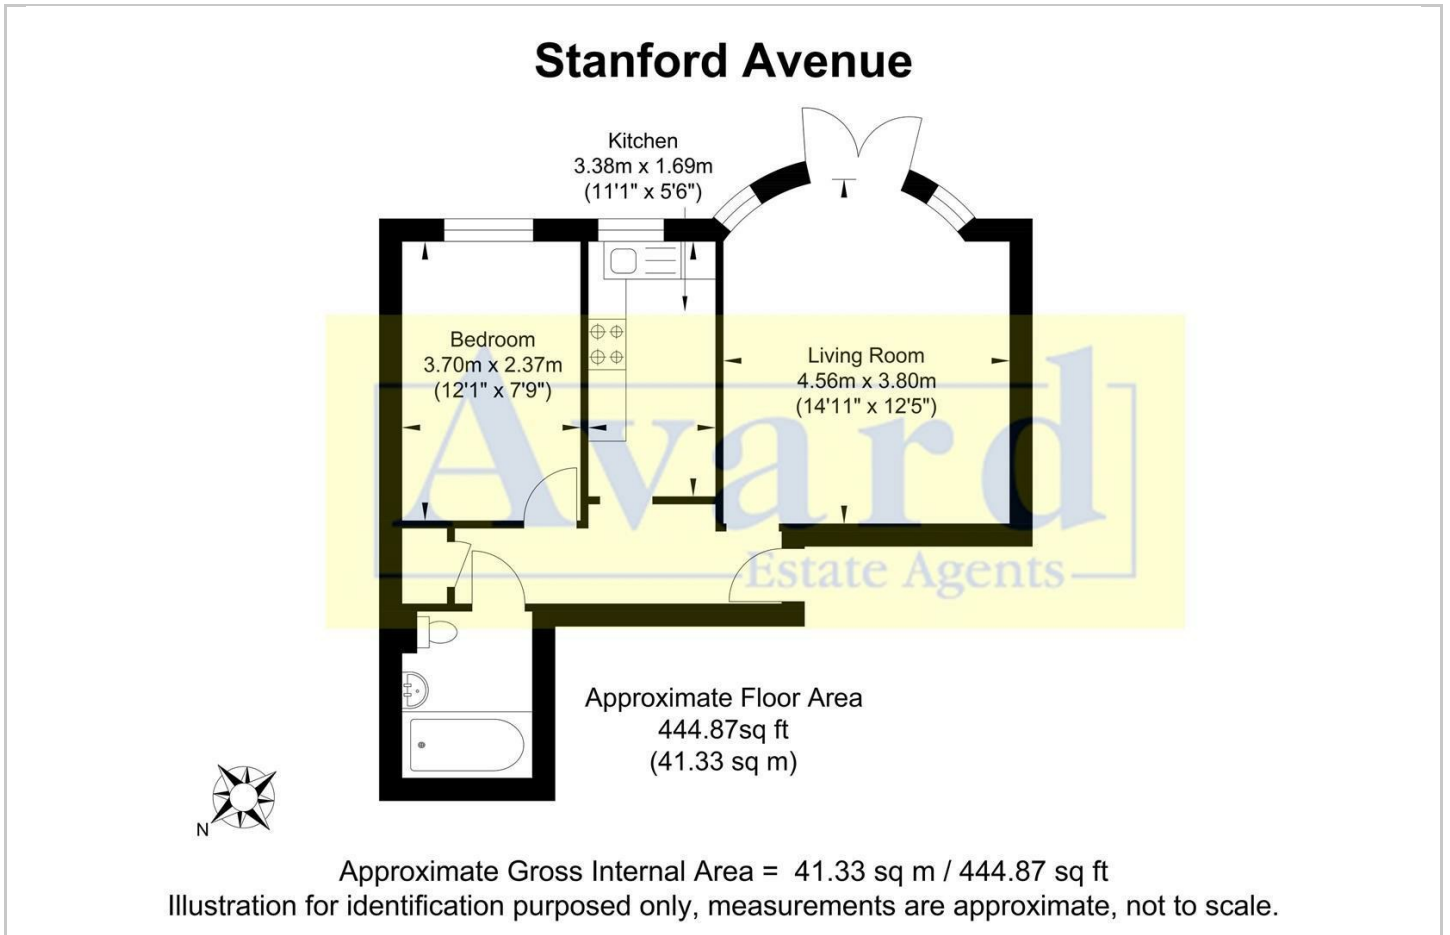 Stanford Avenue
Kitchen
3.38m x 1.69m
(11'1" x 5'6")
Bedroom
3.70m x 2.37m
(12'1" x 7'9")
Living Room
4.56m x 3.80m
(14'11" x 12'5")
Avard
Estate Agents
Approximate Floor Area
444.87sq ft
(41.33 sq m)
N
Approximate Gross Internal Area = 41.33 sq m / 444.87 sq ft
Illustration for identification purposed only, measurements are approximate, not to scale.